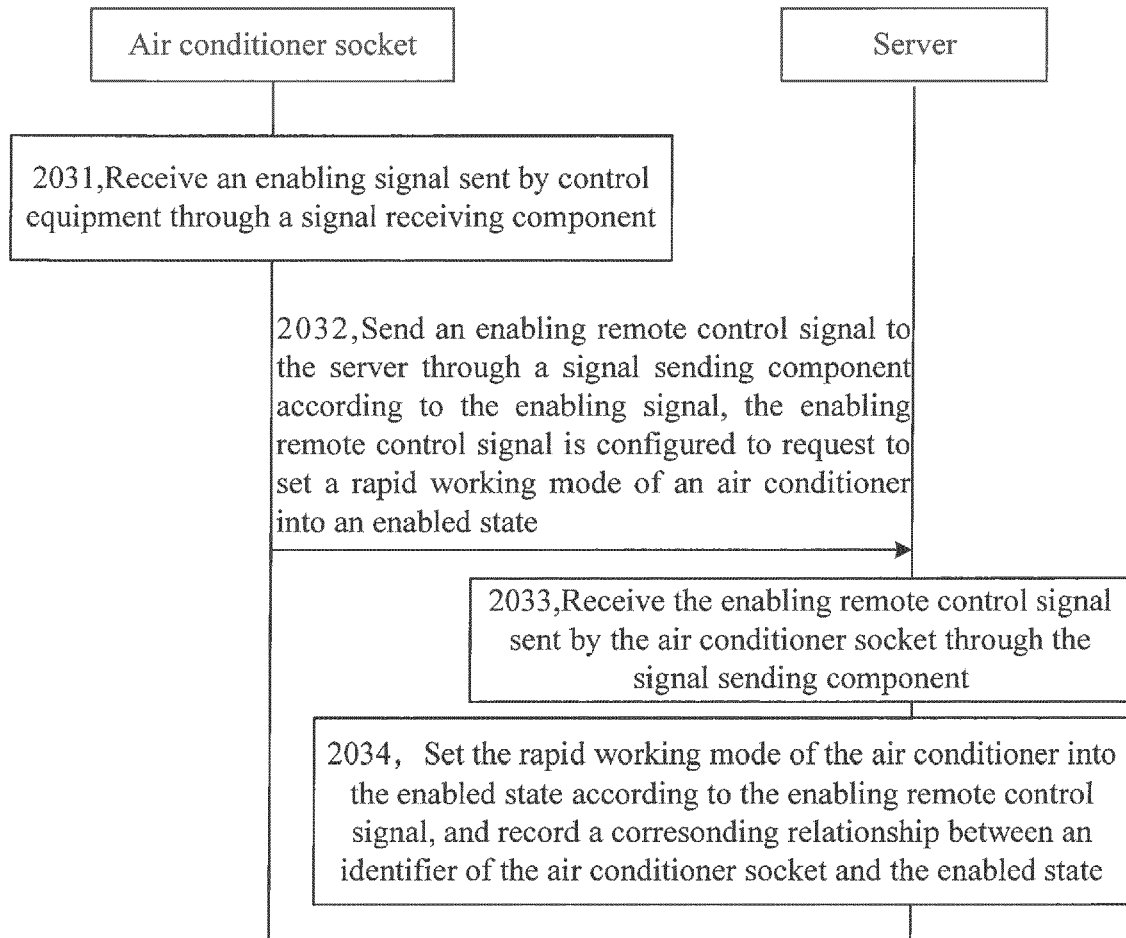 Air conditioner socket
Server
2031,Receive an enabling signal sent by control
equipment through a signal receiving component
2032,Send an enabling remote control signal to
the server through a signal sending component
according to the enabling signal, the enabling
remote control signal is configured to request to
set a rapid working mode of an air conditioner
into an enabled state
2033,Receive the enabling remote control signal
sent by the air conditioner socket through the
signal sending component
2034, Set the rapid working mode of the air conditioner into
the enabled state according to the enabling remote control
signal, and record a corresonding relationship between an
identifier of the air conditioner socket and the enabled state